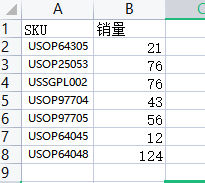 A B C
1 SKU 销量
2 USOP64305 21
3 USOP25053 76
4 USSGPL002 76
5 USOP97704 43
6 USOP97705 56
7 USOP64045 12
8 USOP64048 124
9